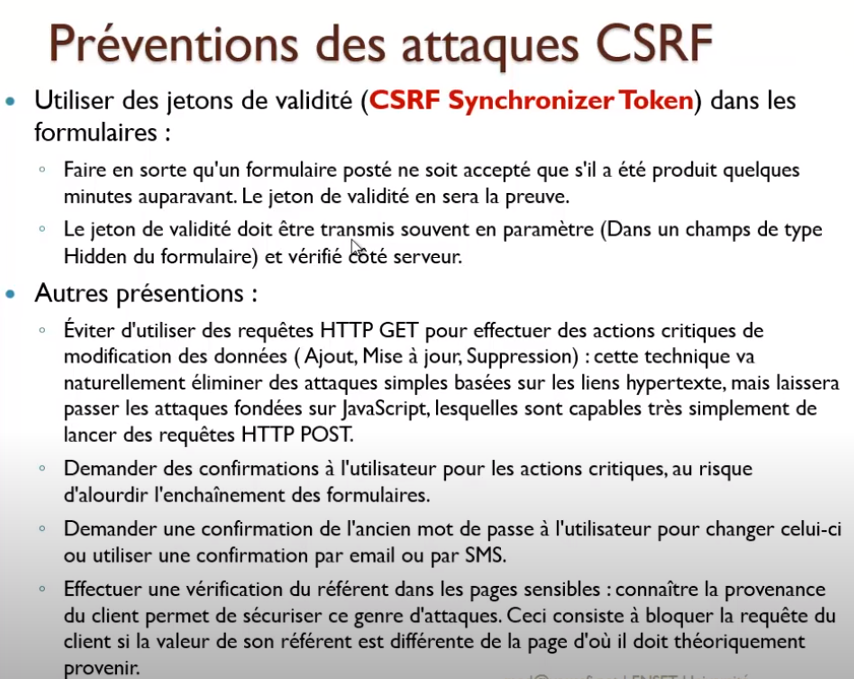 Préventions des attaques CSRF
• Utiliser des jetons de validité (CSRF Synchronizer Token) dans les
formulaires :
◦ Faire en sorte qu'un formulaire posté ne soit accepté que s'il a été produit quelques
minutes auparavant. Le jeton de validité en sera la preuve.
◦ Le jeton de validité doit être transmis souvent en paramètre (Dans un champs de type
Hidden du formulaire) et vérifié côté serveur.
• Autres présentions :
◦ Éviter d'utiliser des requêtes HTTP GET pour effectuer des actions critiques de
modification des données ( Ajout, Mise à jour, Suppression) : cette technique va
naturellement éliminer des attaques simples basées sur les liens hypertexte, mais laissera
passer les attaques fondées sur JavaScript, lesquelles sont capables très simplement de
lancer des requêtes HTTP POST.
◦ Demander des confirmations à l'utilisateur pour les actions critiques, au risque
d'alourdir l'enchaînement des formulaires.
◦ Demander une confirmation de l'ancien mot de passe à l'utilisateur pour changer celui-ci
ou utiliser une confirmation par email ou par SMS.
◦ Effectuer une vérification du référent dans les pages sensibles : connaître la provenance
du client permet de sécuriser ce genre d'attaques. Ceci consiste à bloquer la requête du
client si la valeur de son référent est différente de la page d'où il doit théoriquement
provenir.